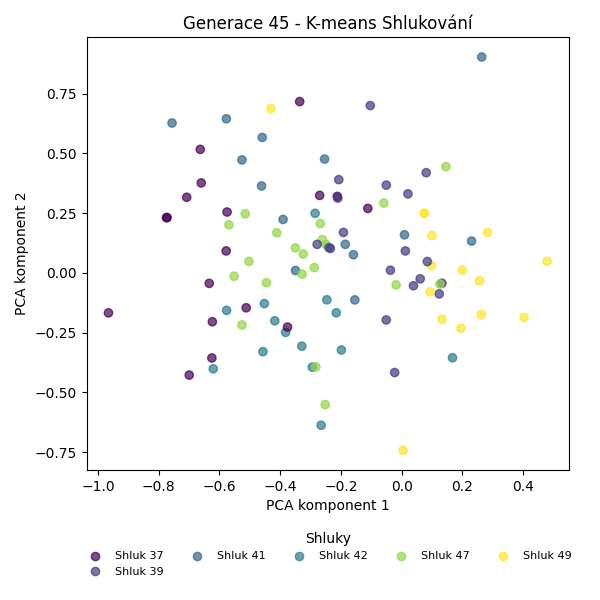 Generace 45 - K-means Shlukování
PCA komponent 2
0.75
0.50
0.25
0.00
−0.25
−0.50
−0.75
−1.0 −0.8 −0.6 −0.4 −0.2 0.0 0.2 0.4
PCA komponent 1
Shluky
Shluk 37 Shluk 41 Shluk 42 Shluk 47 Shluk 49
Shluk 39